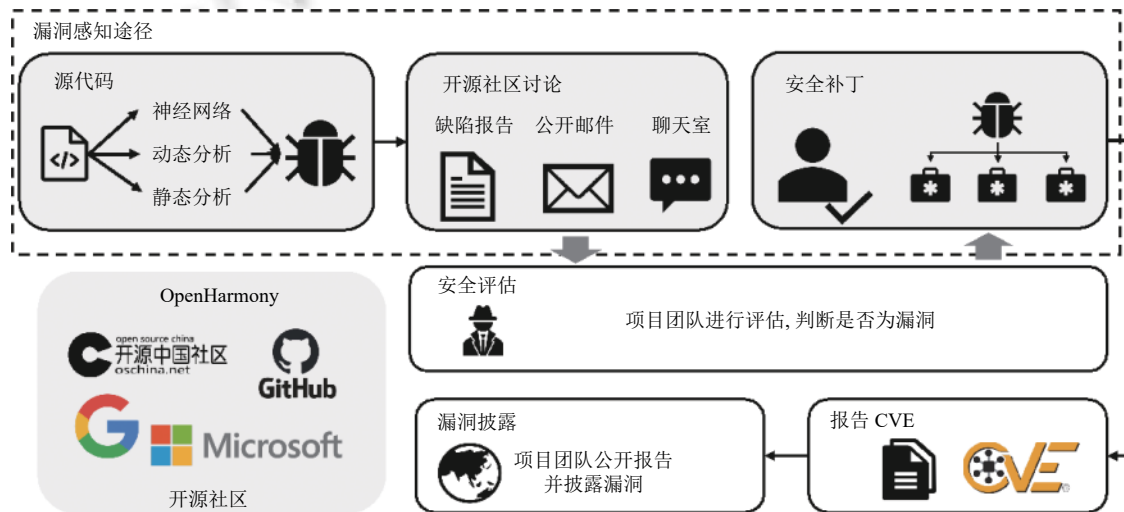 漏洞感知途径
源代码
神经网络
动态分析
静态分析
</>
开源社区讨论
缺陷报告 公开邮件 聊天室
安全补丁
安全评估
项目团队进行评估, 判断是否为漏洞
OpenHarmony
open source china
开源中国社区
oschina.net
GitHub
Microsoft
开源社区
漏洞披露
项目团队公开报告
并披露漏洞
报告 CVE
CVE